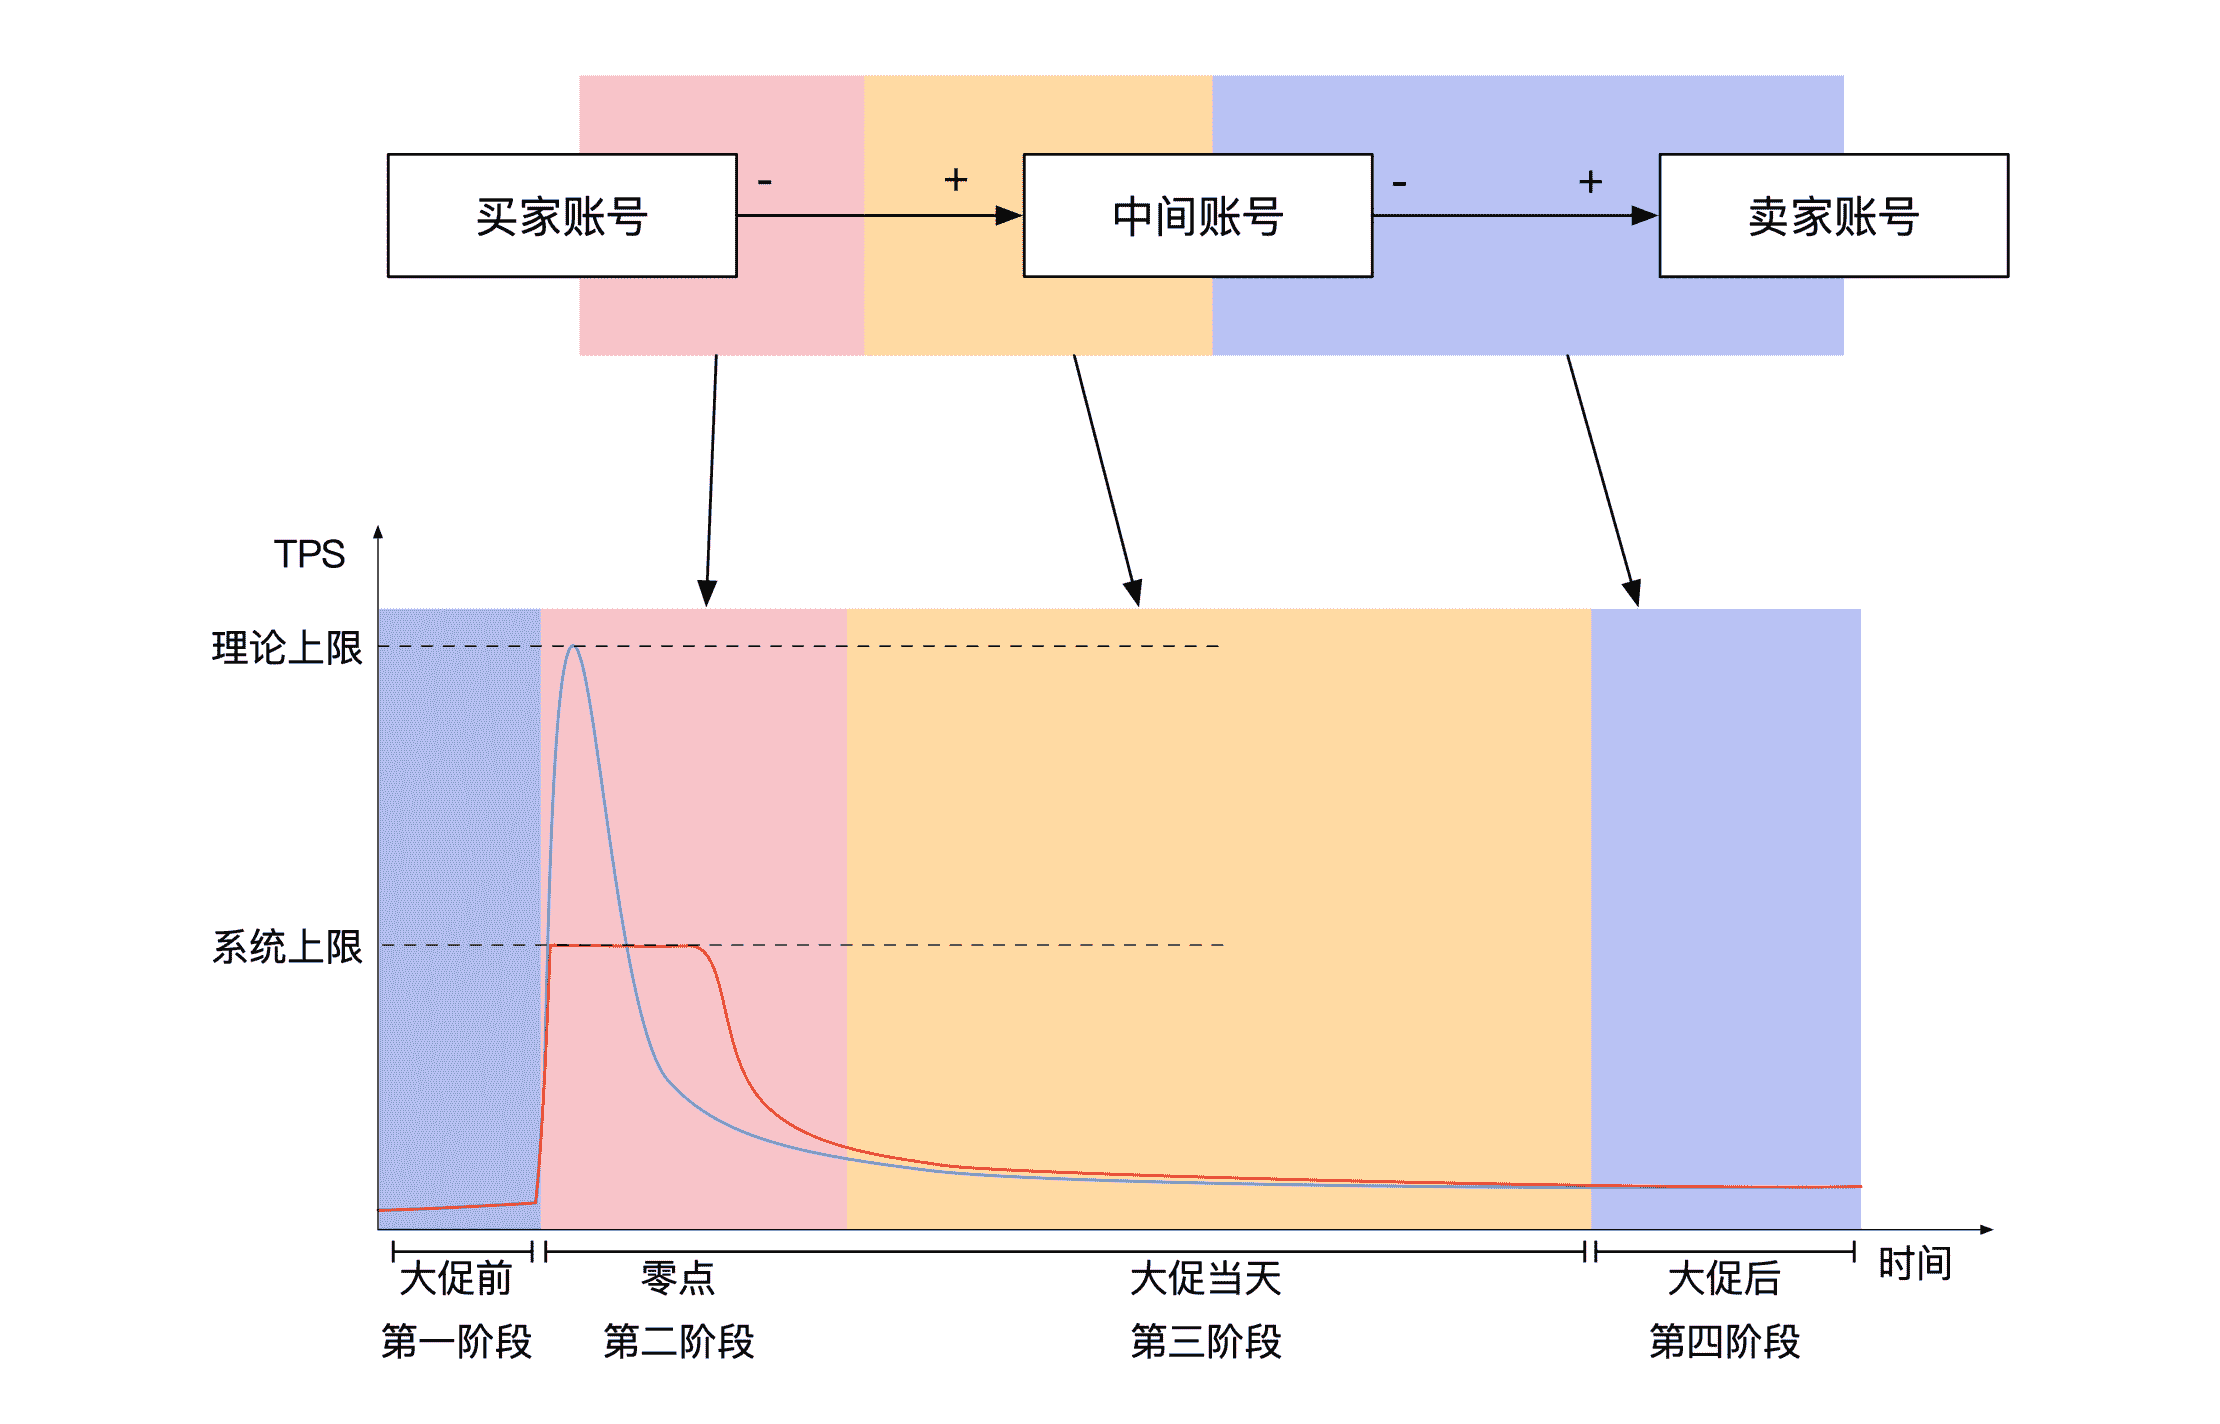 - + - +
买家账号 中间账号 卖家账号
TPS
理论上限
系统上限
大促前 零点 大促当天 大促后 时间
第一阶段 第二阶段 第三阶段 第四阶段